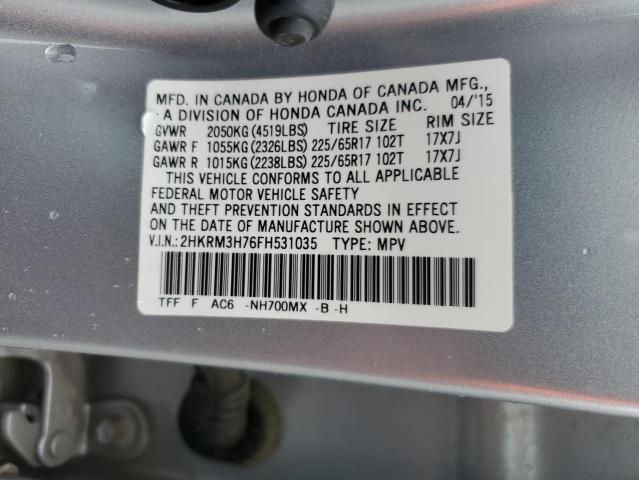 MFD. IN CANADA BY HONDA OF CANADA MFG.,
A DIVISION OF HONDA CANADA INC. 04/'15
GVWR 2050KG(4519LBS) TIRE SIZE RIM SIZE
GAWR F 1055KG(2326LBS) 225/65R17 102T 17X7J
GAWR R 1015KG(2238LBS) 225/65R17 102T 17X7J
THIS VEHICLE CONFORMS TO ALL APPLICABLE
FEDERAL MOTOR VEHICLE SAFETY
AND THEFT PREVENTION STANDARDS IN EFFECT
ON THE DATE OF MANUFACTURE SHOWN ABOVE.
V.I.N.:2HKRM3H76FH531035 TYPE: MPV
TFF F AC6 -NH700MX -B -H